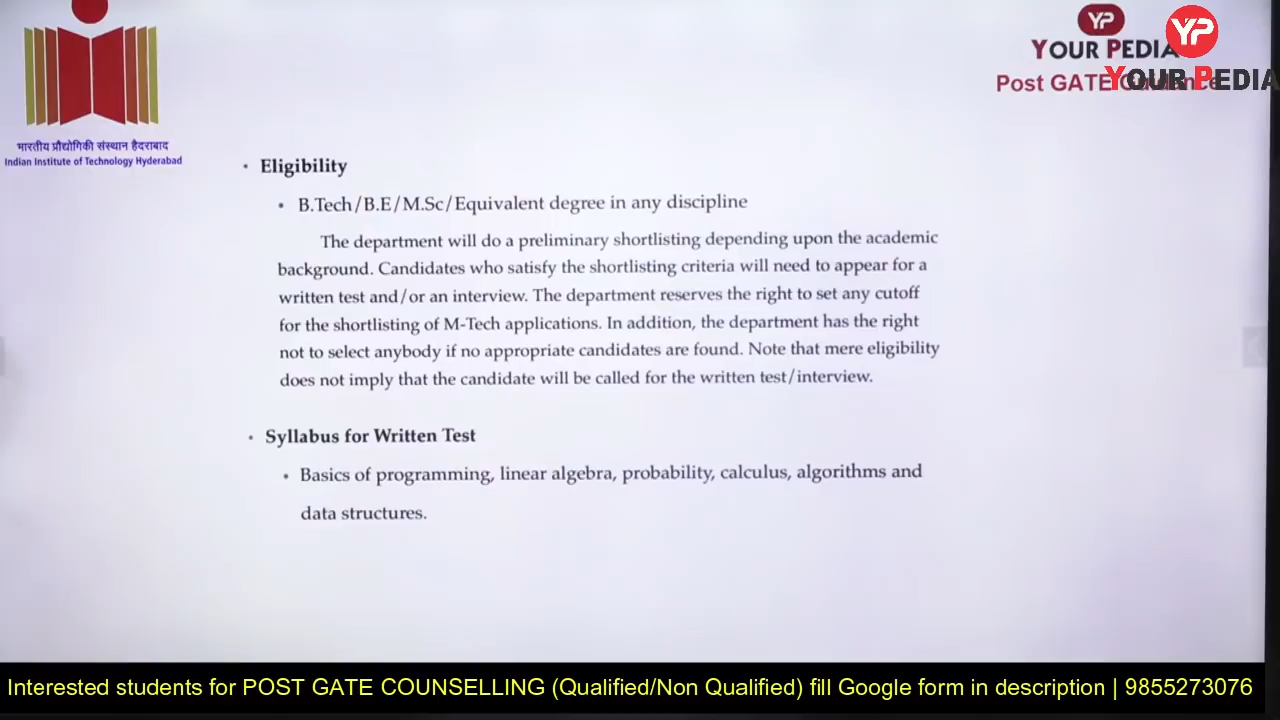 YP
YOUR PEDIA
Post GATE
YP
YOUR PEDIA
भारतीय प्रौद्योगिकी संस्थान हैदराबाद
Indian Institute of Technology Hyderabad
• Eligibility
• B.Tech/B.E/M.Sc/Equivalent degree in any discipline
The department will do a preliminary shortlisting depending upon the academic
background. Candidates who satisfy the shortlisting criteria will need to appear for a
written test and/or an interview. The department reserves the right to set any cutoff
for the shortlisting of M-Tech applications. In addition, the department has the right
not to select anybody if no appropriate candidates are found. Note that mere eligibility
does not imply that the candidate will be called for the written test/interview.
• Syllabus for Written Test
• Basics of programming, linear algebra, probability, calculus, algorithms and
data structures.
Interested students for POST GATE COUNSELLING (Qualified/Non Qualified) fill Google form in description | 9855273076